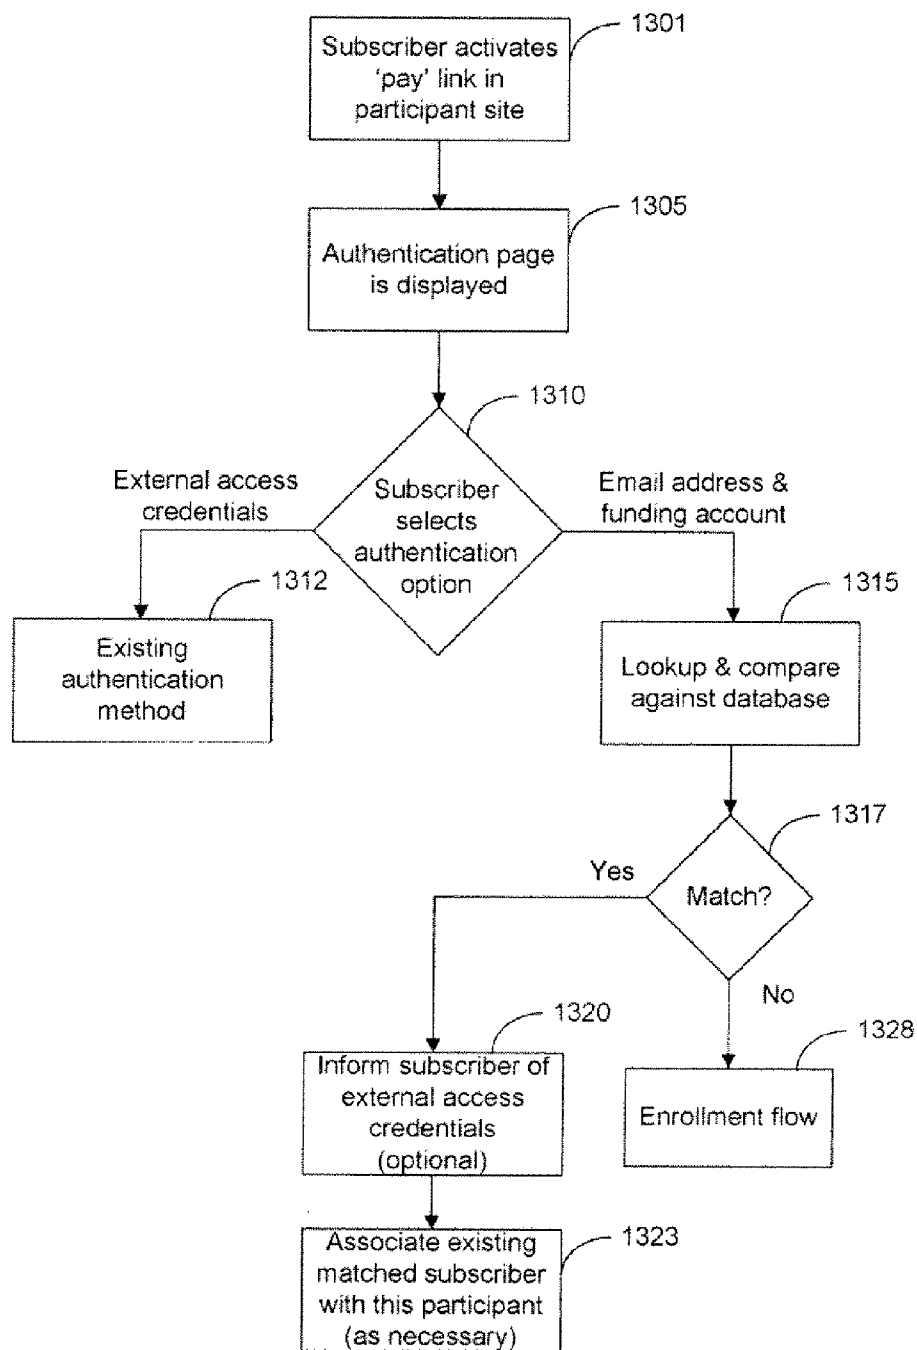 1301
Subscriber activates
'pay' link in
participant site
1305
Authentication page
is displayed
1310
Subscriber
selects
authentication
option
External access
credentials
Email address &
funding account
1312
Existing
authentication
method
1315
Lookup & compare
against database
1317
Match?
Yes
No
1320
Inform subscriber of
external access
credentials
(optional)
1328
Enrollment flow
1323
Associate existing
matched subscriber
with this participant
(as necessary)